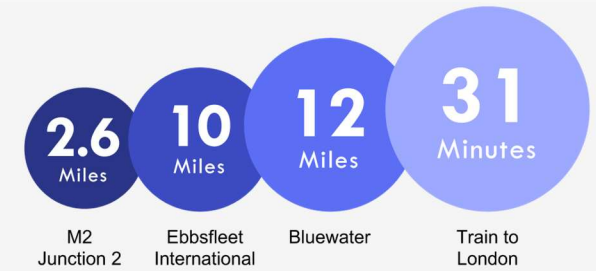 2.6
Miles
10
Miles
12
Miles
31
Minutes
M2
Junction 2
Ebbsfleet
International
Bluewater
Train to
London